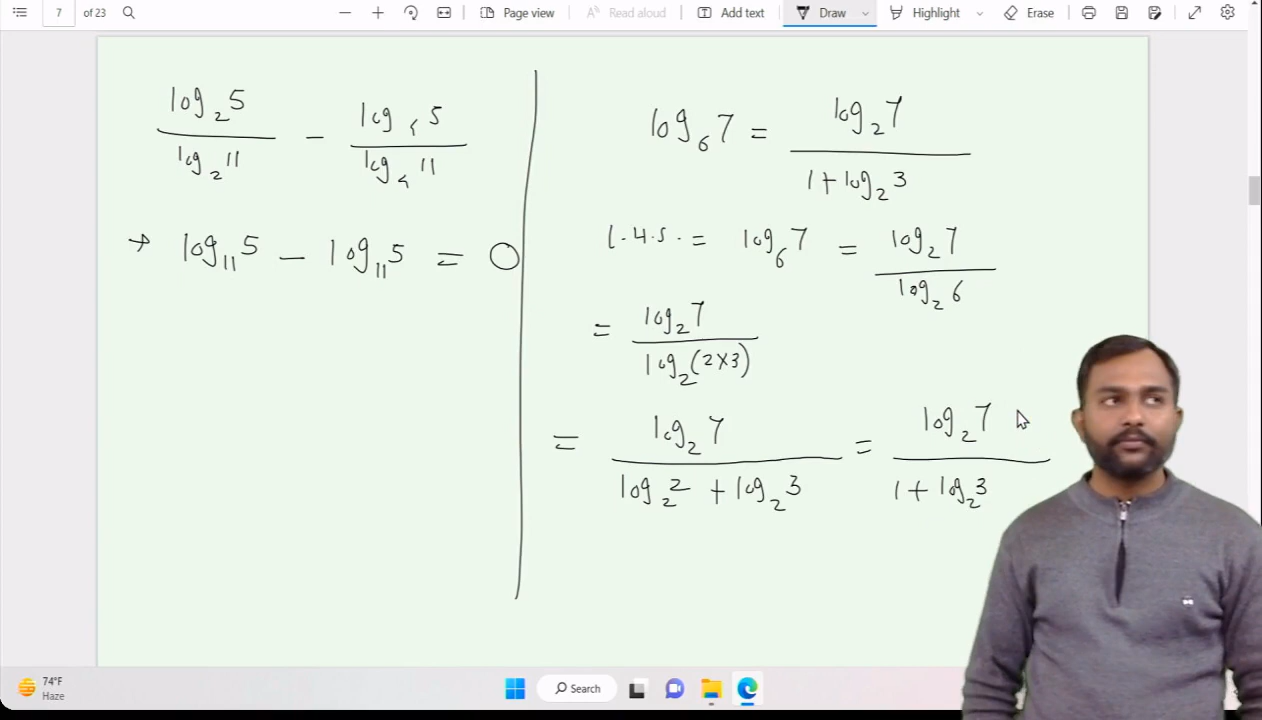 7 of 23 Page view Read aloud Add text Draw Highlight Erase
log₂5 / log₂11 − log₄5 / log₄11
→ log₁₁5 − log₁₁5 = 0
log₆7 = log₂7 / 1 + log₂3
L.H.S. = log₆7 = log₂7 / log₂6
= log₂7 / log₂(2×3)
= log₂7 / log₂2 + log₂3 = log₂7 / 1 + log₂3
74°F
Haze
Search